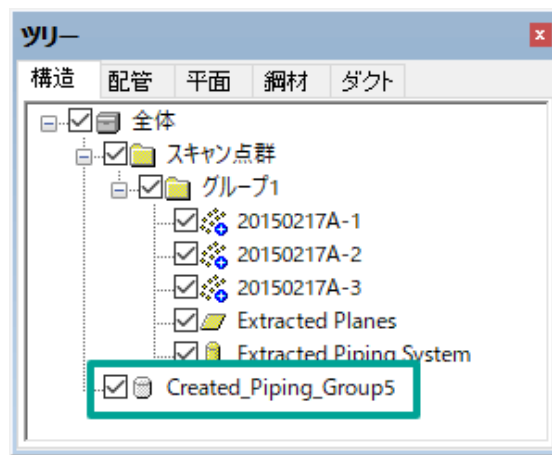 ツリー
構造 配管 平面 鋼材 ダクト
全体
スキャン点群
グループ1
20150217A-1
20150217A-2
20150217A-3
Extracted Planes
Extracted Piping System
Created_Piping_Group5